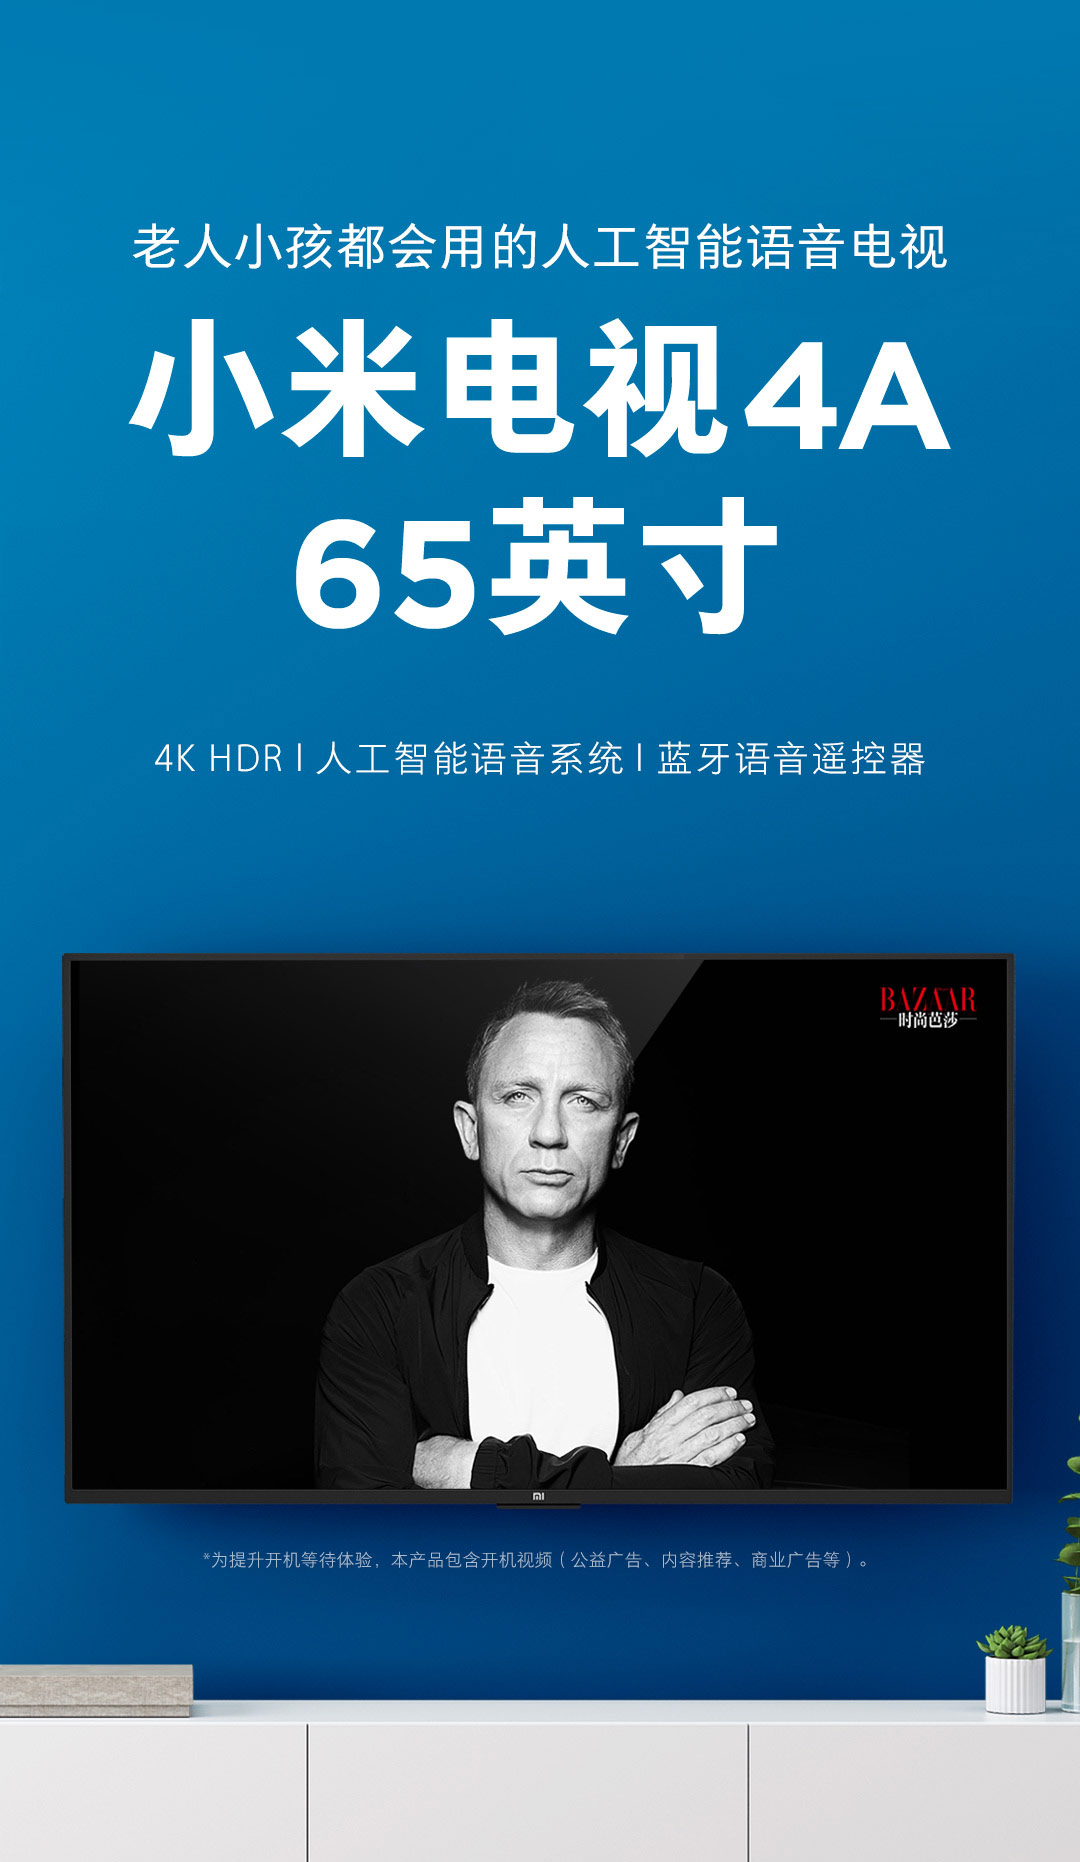 老人小孩都会用的人工智能语音电视
小米电视4A
65英寸
4K HDR | 人工智能语音系统 | 蓝牙语音遥控器
BAZAAR
时尚芭莎
MI
*为提升开机等待体验，本产品包含开机视频（公益广告、内容推荐、商业广告等）。